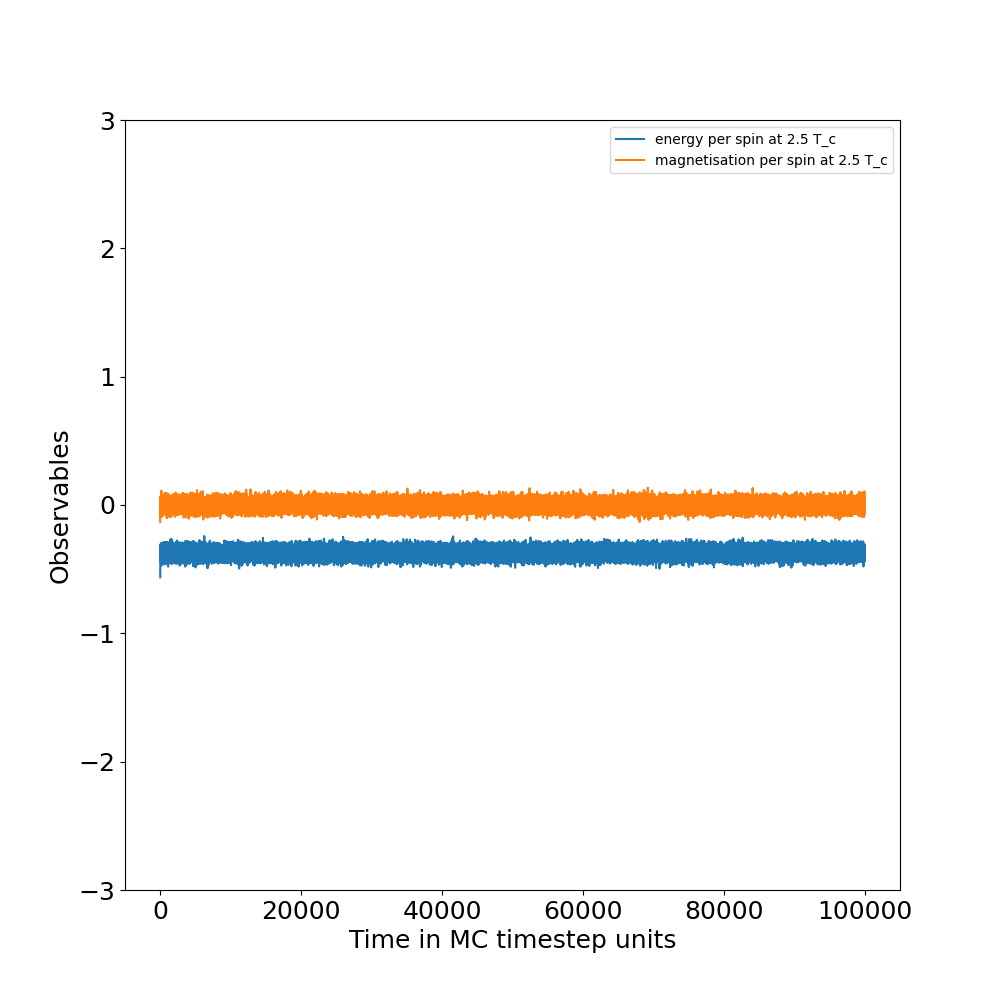 energy per spin at 2.5 T_c
magnetisation per spin at 2.5 T_c
3
2
1
0
−1
−2
−3
Observables
0 20000 40000 60000 80000 100000
Time in MC timestep units